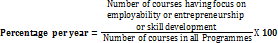 Number of courses having focus on
employability or entrepreneurship
or skill development
Percentage per year = X 100
Number of courses in all Programmes